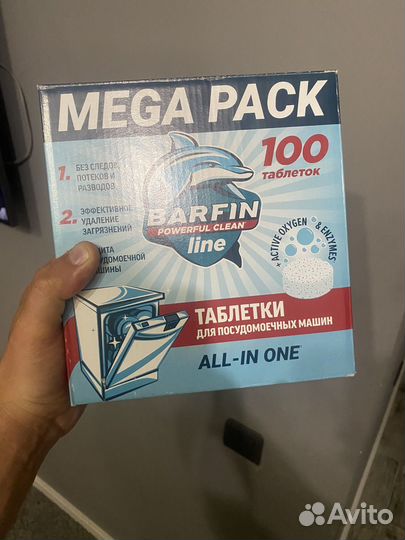 MEGA PACK
100
таблеток
1. БЕЗ СЛЕДОВ,
ПОТЕКОВ И
РАЗВОДОВ
2. ЭФФЕКТИВНОЕ
УДАЛЕНИЕ
ЗАГРЯЗНЕНИЙ
МАШИНЫ
BARFIN
POWERFUL CLEAN
line
+ ACTIVE OXYGEN & ENZYMES
ТАБЛЕТКИ
ДЛЯ ПОСУДОМОЕЧНЫХ МАШИН
ALL-IN ONE
Avito